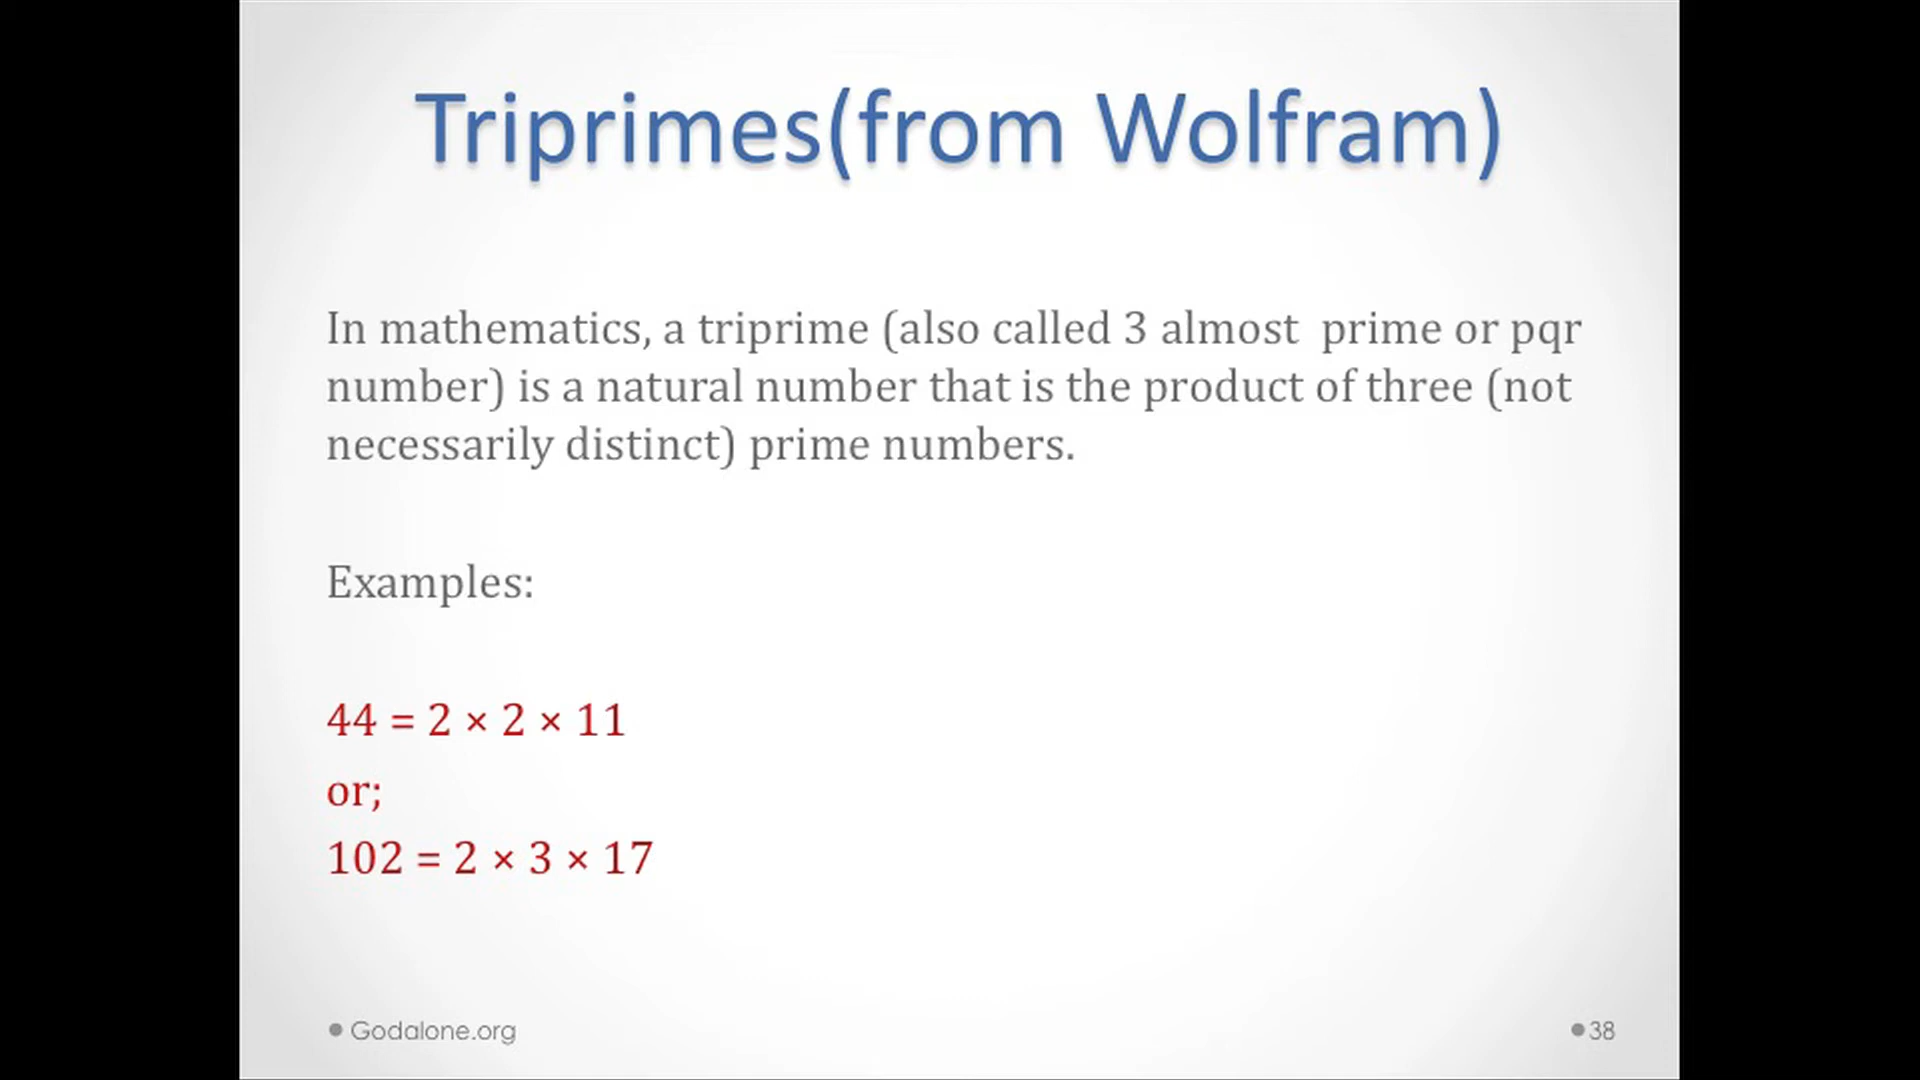 Triprimes(from Wolfram)
In mathematics, a triprime (also called 3 almost  prime or pqr
number) is a natural number that is the product of three (not
necessarily distinct) prime numbers.
Examples:
44 = 2 × 2 × 11
or;
102 = 2 × 3 × 17
Godalone.org
38